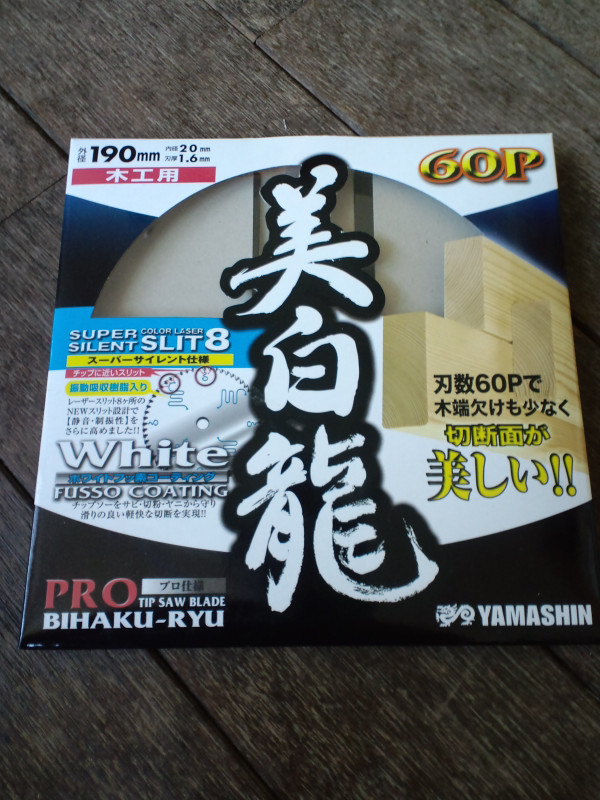 外径 190mm 内径20mm
刃厚1.6mm
木工用
60P
美白龍
SUPER SILENT COLOR LASER SLIT8
スーパーサイレント仕様
チップに近いスリット
振動吸収樹脂入り
レーザースリット8ヶ所の
NEWスリット設計で
【静音・制振性】を
さらに高めました!!
White
ホワイトフッ素コーティング
FUSSO COATING
チップソーをサビ・切粉・ヤニから守り
滑りの良い軽快な切断を実現!!
刃数60Pで
木端欠けも少なく
切断面が
美しい!!
PRO プロ仕様
TIP SAW BLADE
BIHAKU-RYU
YAMASHIN